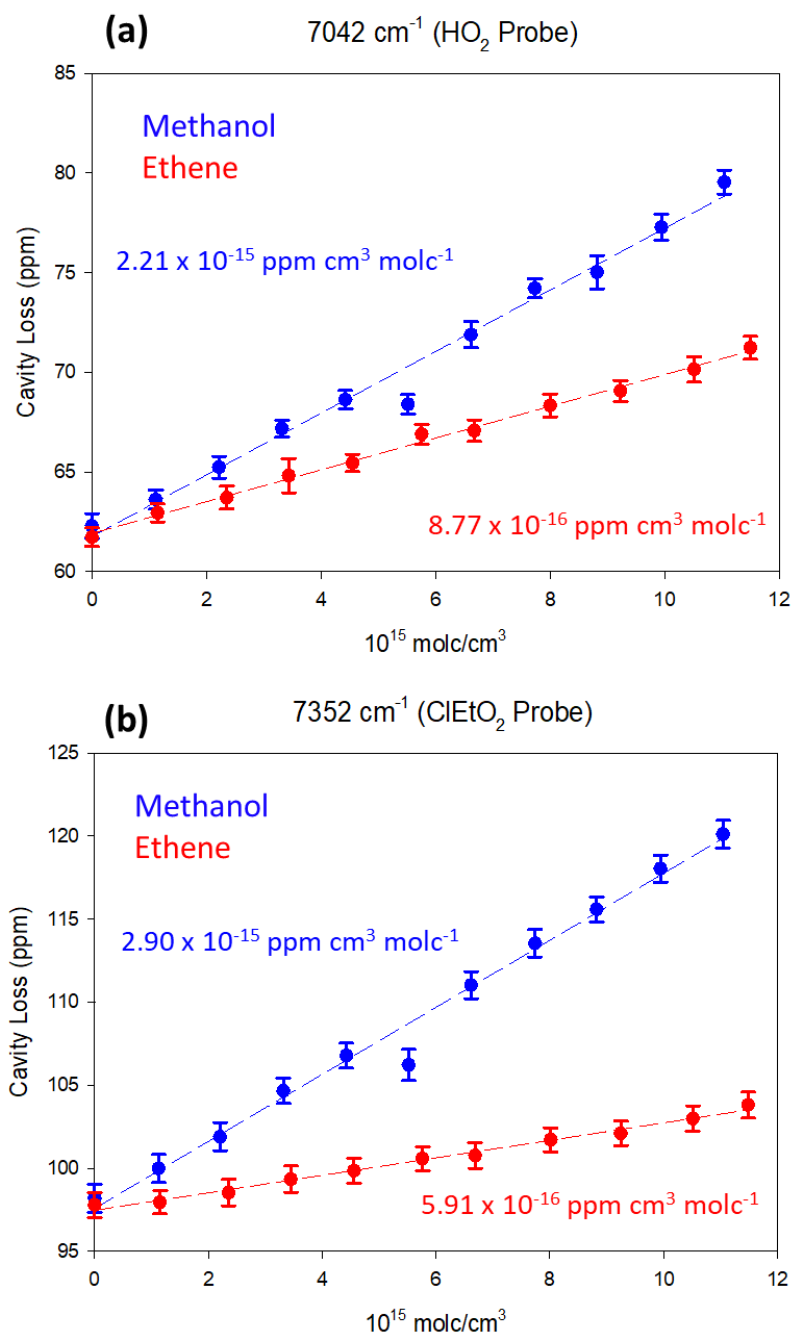 (a)
7042 cm⁻¹ (HO₂ Probe)
85
80
75
70
65
60
Cavity Loss (ppm)
Methanol
Ethene
2.21 x 10⁻¹⁵ ppm cm³ molc⁻¹
8.77 x 10⁻¹⁶ ppm cm³ molc⁻¹
0 2 4 6 8 10 12
10¹⁵ molc/cm³
(b)
7352 cm⁻¹ (ClEtO₂ Probe)
125
120
115
110
105
100
95
Cavity Loss (ppm)
Methanol
Ethene
2.90 x 10⁻¹⁵ ppm cm³ molc⁻¹
5.91 x 10⁻¹⁶ ppm cm³ molc⁻¹
0 2 4 6 8 10 12
10¹⁵ molc/cm³